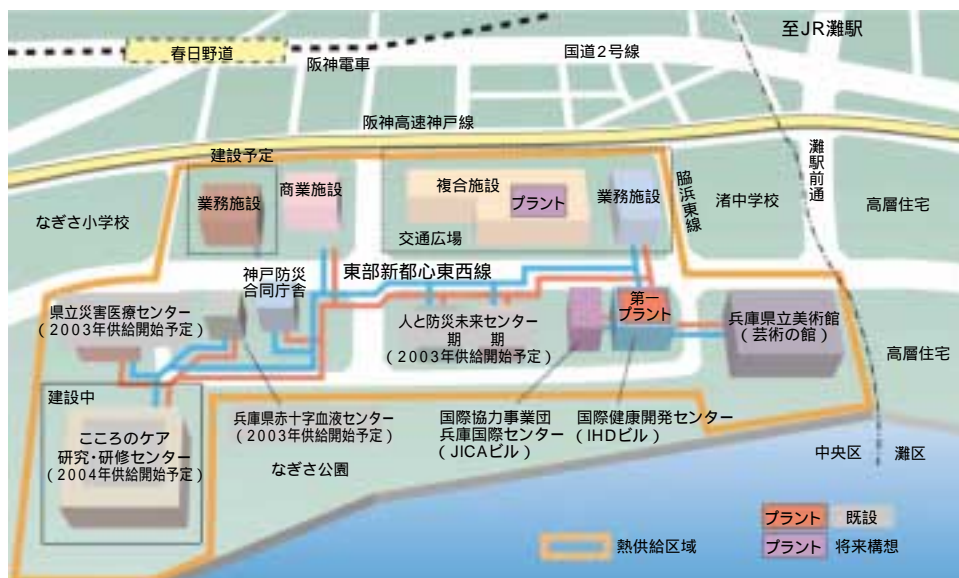 至JR灘駅
春日野道
阪神電車
国道2号線
阪神高速神戸線
灘駅前通
建設予定
商業施設
業務施設
複合施設
プラント
業務施設
交通広場
脇浜東線
渚中学校
高層住宅
なぎさ小学校
神戸防災
合同庁舎
東部新都心東西線
県立災害医療センター
(2003年供給開始予定)
人と防災未来センター
期 期
(2003年供給開始予定)
第一
プラント
兵庫県立美術館
(芸術の館)
高層住宅
建設中
こころのケア
研究・研修センター
(2004年供給開始予定)
兵庫県赤十字血液センター
(2003年供給開始予定)
なぎさ公園
国際協力事業団
兵庫国際センター
(JICAビル)
国際健康開発センター
(IHDビル)
中央区
灘区
プラント 既設
熱供給区域
プラント 将来構想